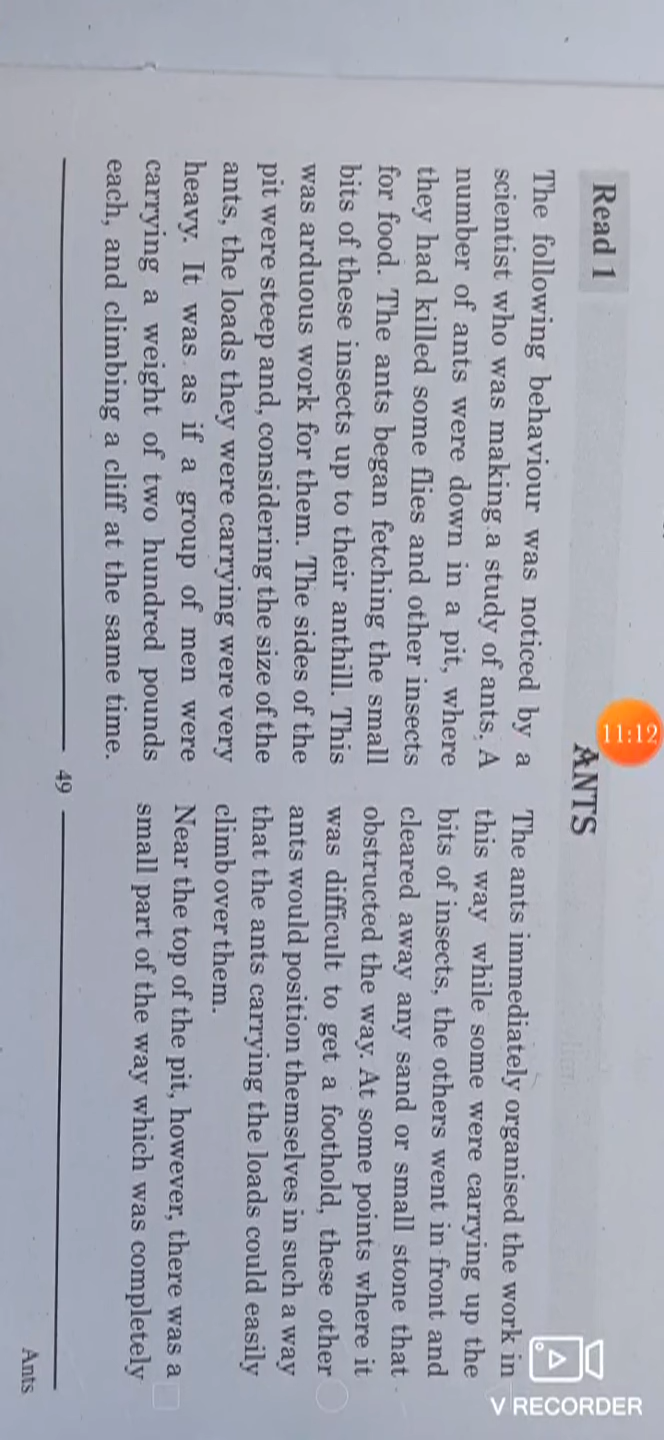 Read 1
ANTS
The following behaviour was noticed by a
scientist who was making a study of ants. A
number of ants were down in a pit, where
they had killed some flies and other insects
for food. The ants began fetching the small
bits of these insects up to their anthill. This
was arduous work for them. The sides of the
pit were steep and, considering the size of the
ants, the loads they were carrying were very
heavy. It was as if a group of men were
carrying a weight of two hundred pounds
each, and climbing a cliff at the same time.
The ants immediately organised the work in
this way while some were carrying up the
bits of insects, the others went in front and
cleared away any sand or small stone that
obstructed the way. At some points where it
was difficult to get a foothold, these other
ants would position themselves in such a way
that the ants carrying the loads could easily
climb over them.
Near the top of the pit, however, there was a
small part of the way which was completely
49
Ants
11:12
V RECORDER